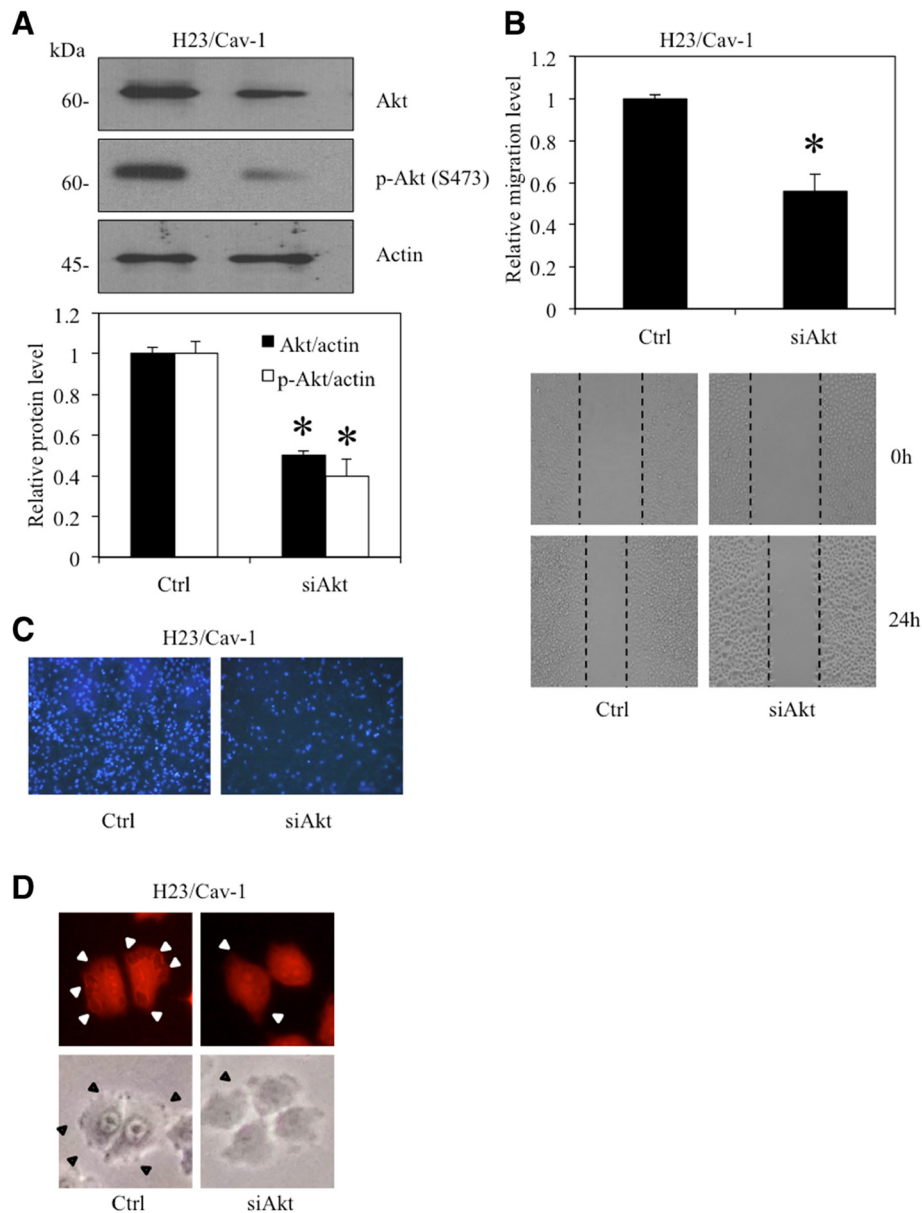 A
H23/Cav-1
kDa
60-
Akt
60-
p-Akt (S473)
45-
Actin
Relative protein level
1.2
1
0.8
0.6
0.4
0.2
0
Akt/actin
p-Akt/actin
*
*
Ctrl
siAkt
B
H23/Cav-1
Relative migration level
1.2
1
0.8
0.6
0.4
0.2
0
*
Ctrl
siAkt
0h
24h
Ctrl
siAkt
C
H23/Cav-1
Ctrl
siAkt
D
H23/Cav-1
Ctrl
siAkt